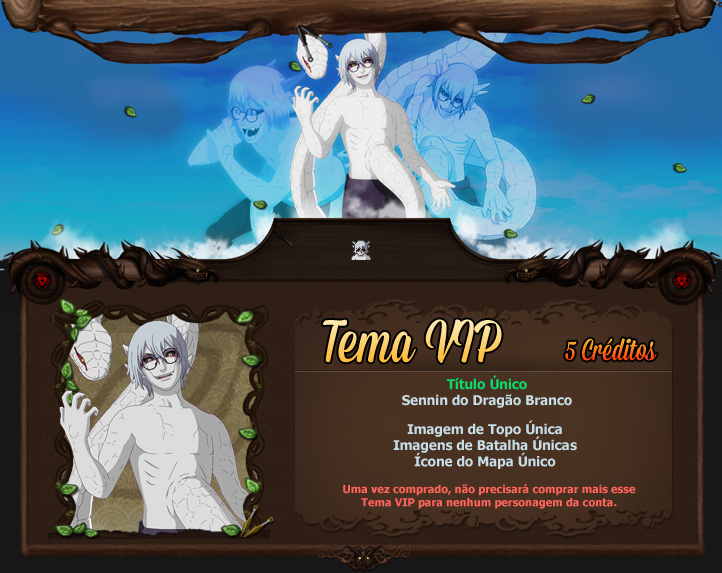 Tema VIP
5 Créditos
Título Único
Sennin do Dragão Branco
Imagem de Topo Única
Imagens de Batalha Únicas
Ícone do Mapa Único
Uma vez comprado, não precisará comprar mais esse
Tema VIP para nenhum personagem da conta.